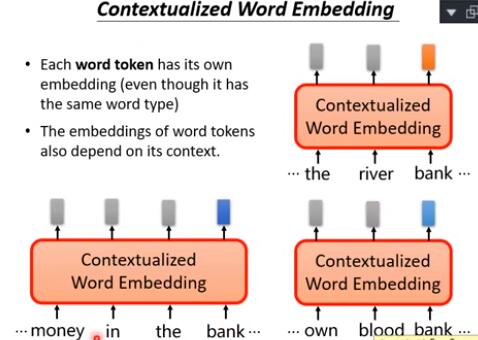 Contextualized Word Embedding
• Each word token has its own
embedding (even though it has
the same word type)
• The embeddings of word tokens
also depend on its context.
Contextualized
Word Embedding
··· the river bank ···
Contextualized
Word Embedding
··· money in the bank ···
Contextualized
Word Embedding
··· own blood bank ···